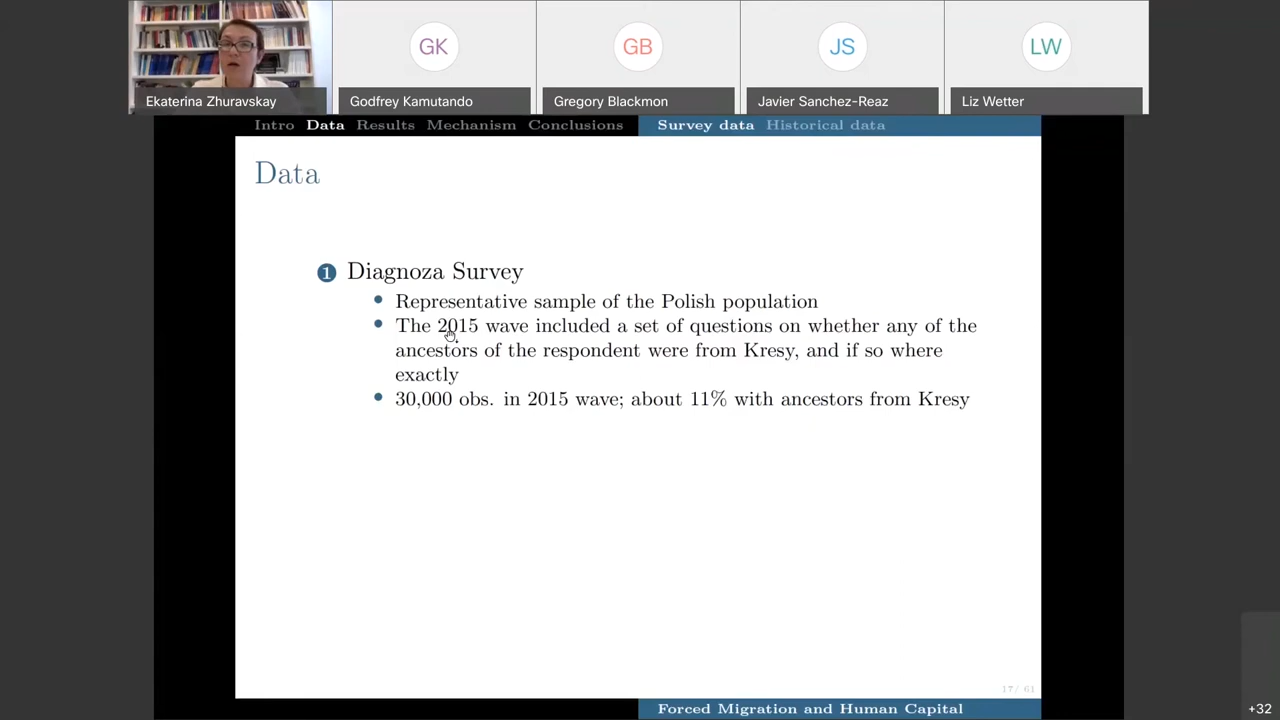 GK
GB
JS
LW
Ekaterina Zhuravskay
Godfrey Kamutando
Gregory Blackmon
Javier Sanchez-Reaz
Liz Wetter
Intro Data Results Mechanism Conclusions
Survey data Historical data
Data
1 Diagnoza Survey
• Representative sample of the Polish population
• The 2015 wave included a set of questions on whether any of the
ancestors of the respondent were from Kresy, and if so where
exactly
• 30,000 obs. in 2015 wave; about 11% with ancestors from Kresy
17/ 61
Forced Migration and Human Capital
+32